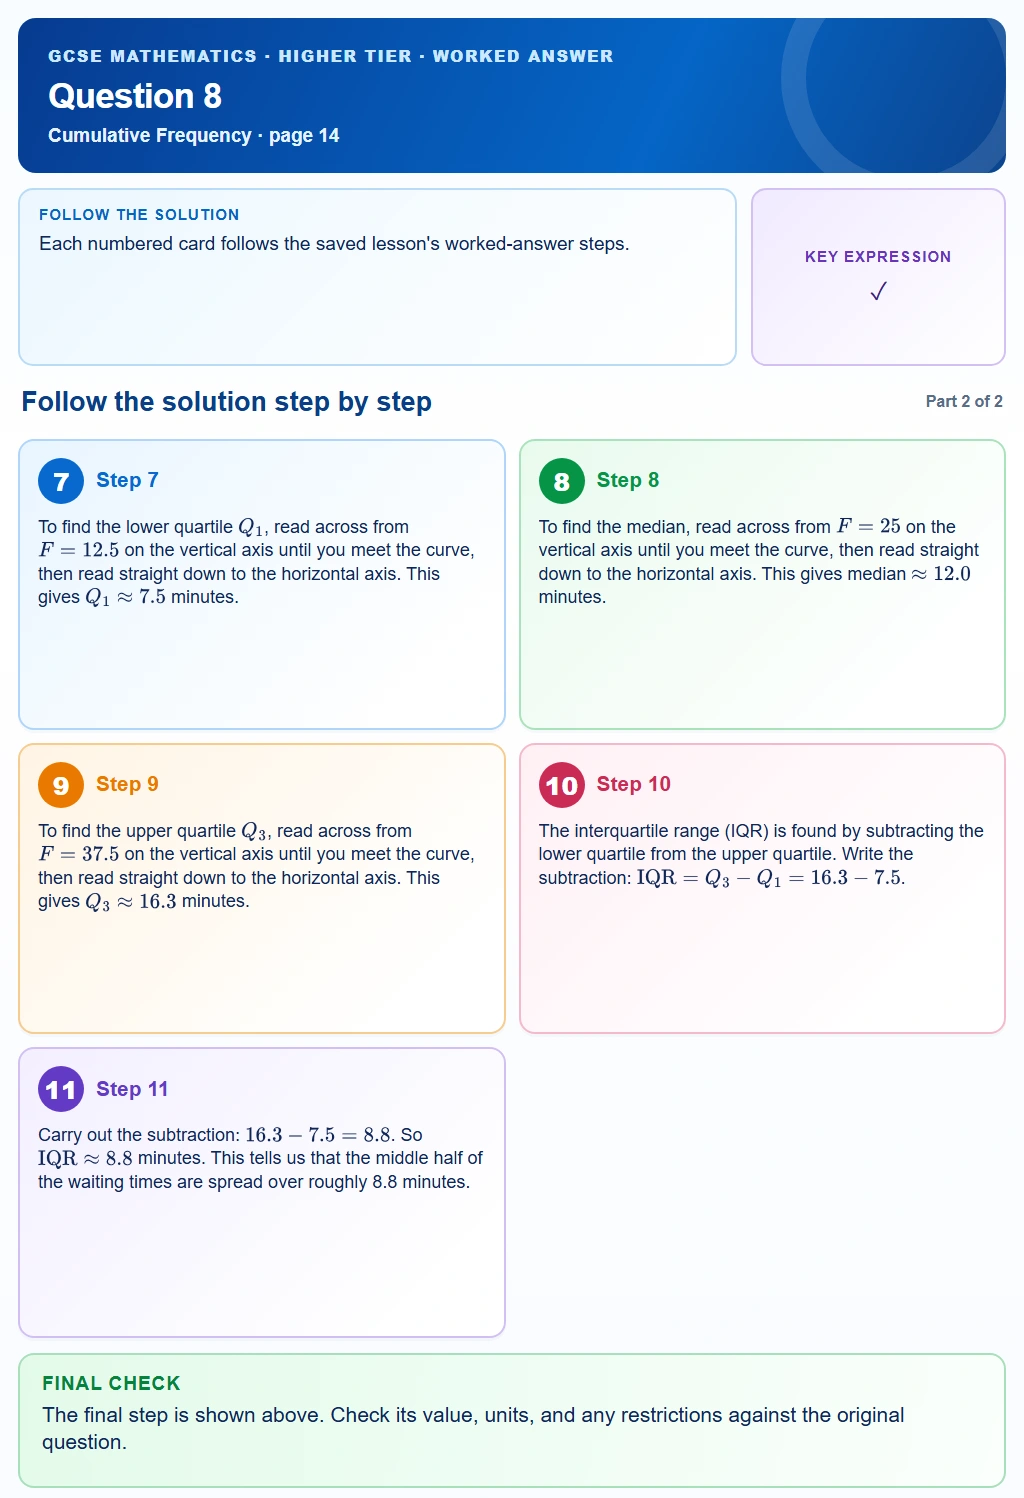 GCSE MATHEMATICS · HIGHER TIER · WORKED ANSWER
Question 8
Cumulative Frequency · page 14
FOLLOW THE SOLUTION
Each numbered card follows the saved lesson's worked-answer steps.
KEY EXPRESSION
✓
Follow the solution step by step
Part 2 of 2
7 Step 7
To find the lower quartile Q₁, read across from
F = 12.5 on the vertical axis until you meet the curve,
then read straight down to the horizontal axis. This
gives Q₁ ≈ 7.5 minutes.
8 Step 8
To find the median, read across from F = 25 on the
vertical axis until you meet the curve, then read straight
down to the horizontal axis. This gives median ≈ 12.0
minutes.
9 Step 9
To find the upper quartile Q₃, read across from
F = 37.5 on the vertical axis until you meet the curve,
then read straight down to the horizontal axis. This
gives Q₃ ≈ 16.3 minutes.
10 Step 10
The interquartile range (IQR) is found by subtracting the
lower quartile from the upper quartile. Write the
subtraction: IQR = Q₃ − Q₁ = 16.3 − 7.5.
11 Step 11
Carry out the subtraction: 16.3 − 7.5 = 8.8. So
IQR ≈ 8.8 minutes. This tells us that the middle half of
the waiting times are spread over roughly 8.8 minutes.
FINAL CHECK
The final step is shown above. Check its value, units, and any restrictions against the original
question.